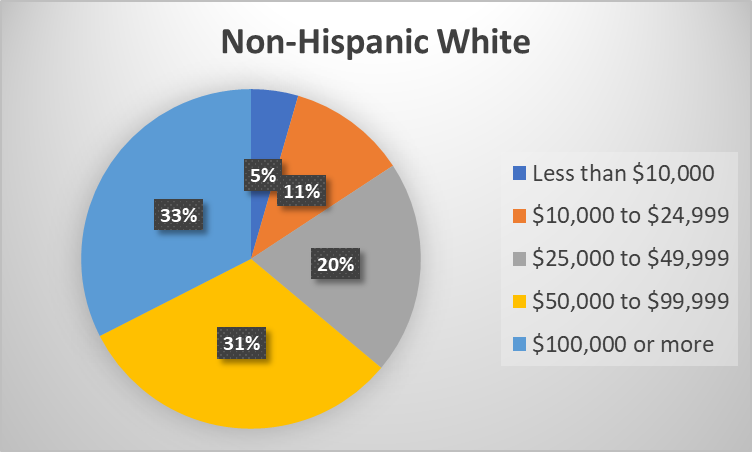 Non-Hispanic White
5%
11%
33%
20%
31%
Less than $10,000
$10,000 to $24,999
$25,000 to $49,999
$50,000 to $99,999
$100,000 or more